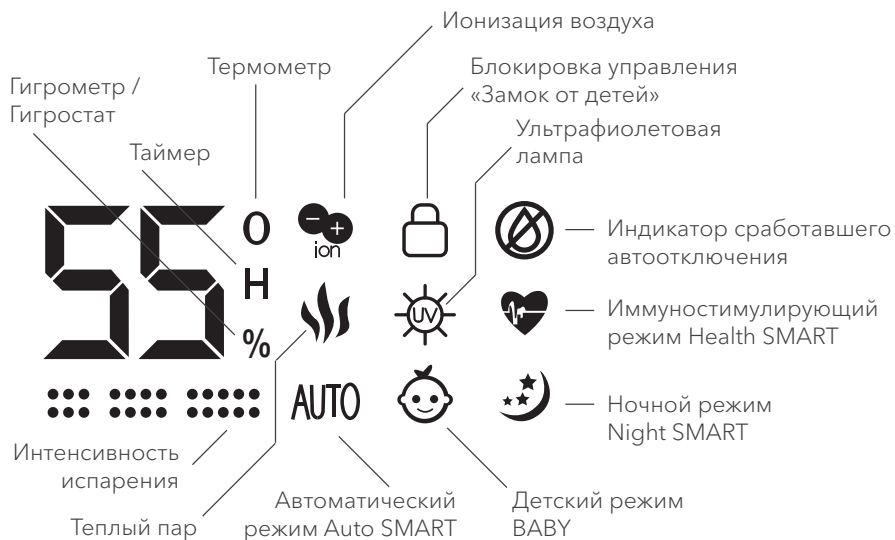 Ионизация воздуха
Термометр
Блокировка управления
«Замок от детей»
Гигрометр /
Гигростат
Ультрафиолетовая
лампа
Таймер
55
O
H
%
ion
UV
AUTO
Индикатор сработавшего
автоотключения
Иммуностимулирующий
режим Health SMART
Ночной режим
Night SMART
Интенсивность
испарения
Теплый пар
Автоматический
режим Auto SMART
Детский режим
BABY